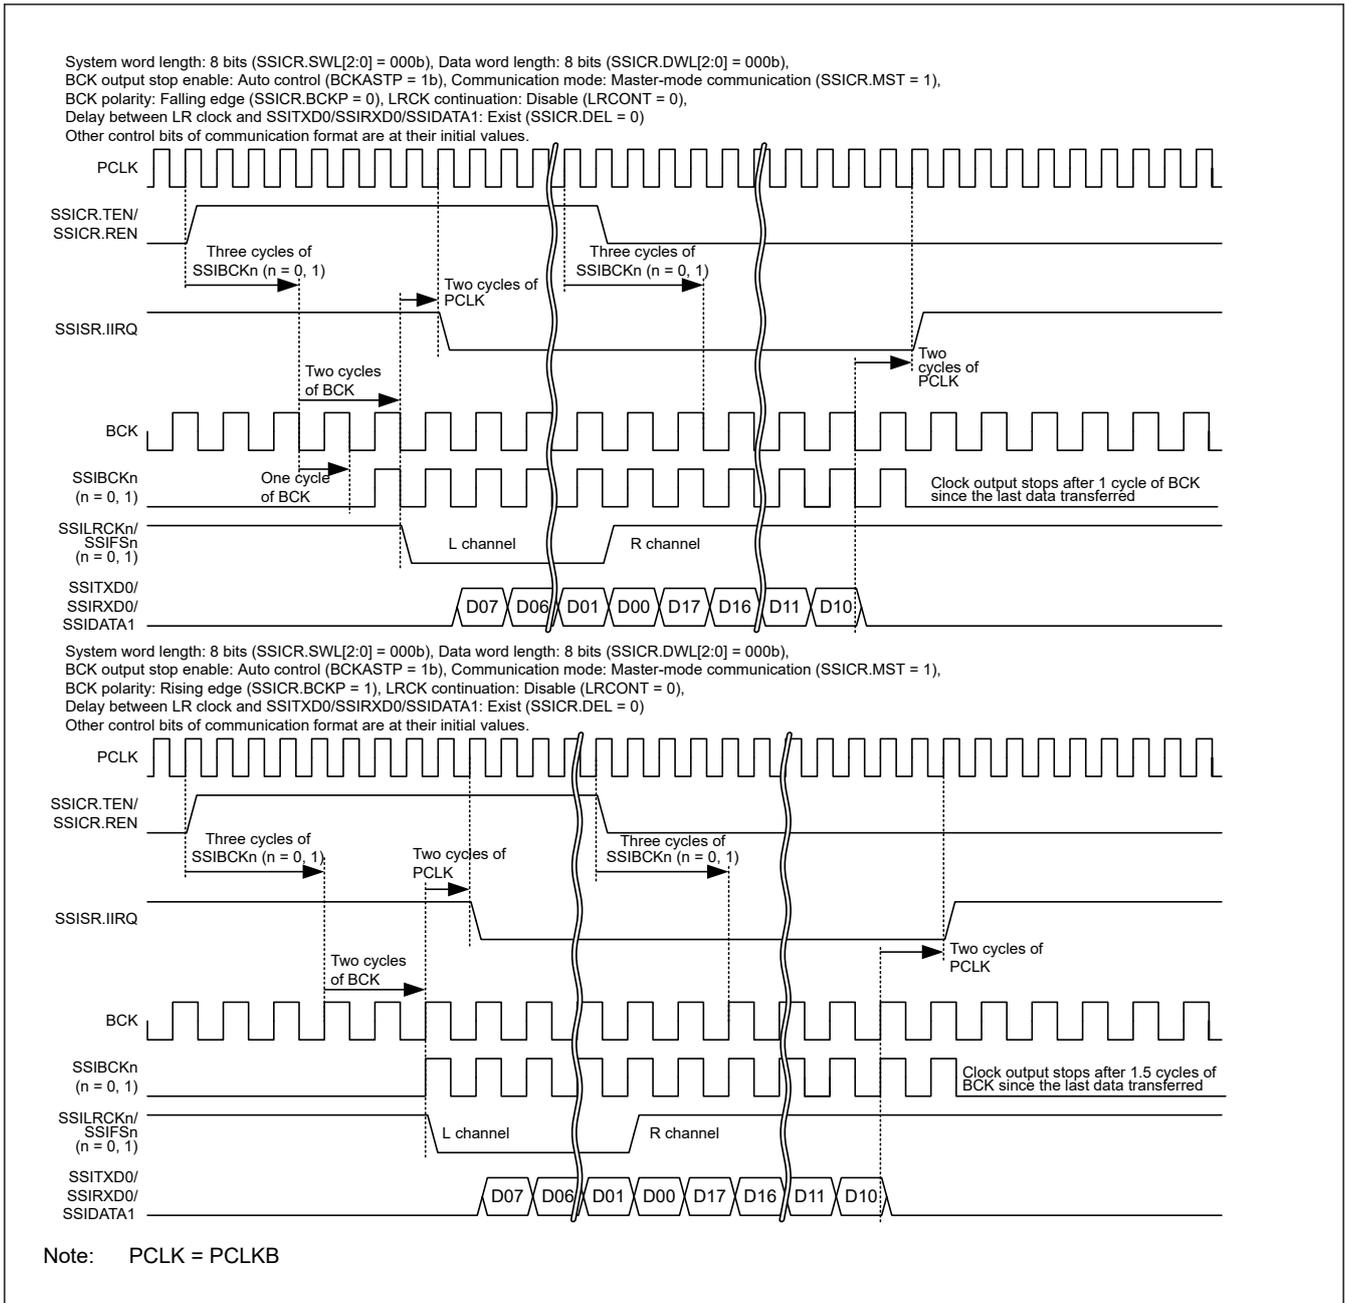 System word length: 8 bits (SSICR.SWL[2:0] = 000b), Data word length: 8 bits (SSICR.DWL[2:0] = 000b),
BCK output stop enable: Auto control (BCKASTP = 1b), Communication mode: Master-mode communication (SSICR.MST = 1),
BCK polarity: Falling edge (SSICR.BCKP = 0), LRCK continuation: Disable (LRCONT = 0),
Delay between LR clock and SSITXD0/SSIRXD0/SSIDATA1: Exist (SSICR.DEL = 0)
Other control bits of communication format are at their initial values.
PCLK
SSICR.TEN/
SSICR.REN
Three cycles of
SSIBCKn (n = 0, 1)
Three cycles of
SSIBCKn (n = 0, 1)
Two cycles of
PCLK
SSISR.IIRQ
Two
cycles of
PCLK
Two cycles
of BCK
BCK
One cycle
of BCK
SSIBCKn
(n = 0, 1)
Clock output stops after 1 cycle of BCK
since the last data transferred
SSILRCKn/
SSIFSn
(n = 0, 1)
L channel
R channel
SSITXD0/
SSIRXD0/
SSIDATA1
D07 D06 D01 D00 D17 D16 D11 D10
System word length: 8 bits (SSICR.SWL[2:0] = 000b), Data word length: 8 bits (SSICR.DWL[2:0] = 000b),
BCK output stop enable: Auto control (BCKASTP = 1b), Communication mode: Master-mode communication (SSICR.MST = 1),
BCK polarity: Rising edge (SSICR.BCKP = 1), LRCK continuation: Disable (LRCONT = 0),
Delay between LR clock and SSITXD0/SSIRXD0/SSIDATA1: Exist (SSICR.DEL = 0)
Other control bits of communication format are at their initial values.
PCLK
SSICR.TEN/
SSICR.REN
Three cycles of
SSIBCKn (n = 0, 1)
Two cycles of
PCLK
Three cycles of
SSIBCKn (n = 0, 1)
SSISR.IIRQ
Two cycles of
PCLK
Two cycles
of BCK
BCK
SSIBCKn
(n = 0, 1)
Clock output stops after 1.5 cycles of
BCK since the last data transferred
SSILRCKn/
SSIFSn
(n = 0, 1)
L channel
R channel
SSITXD0/
SSIRXD0/
SSIDATA1
D07 D06 D01 D00 D17 D16 D11 D10
Note: PCLK = PCLKB